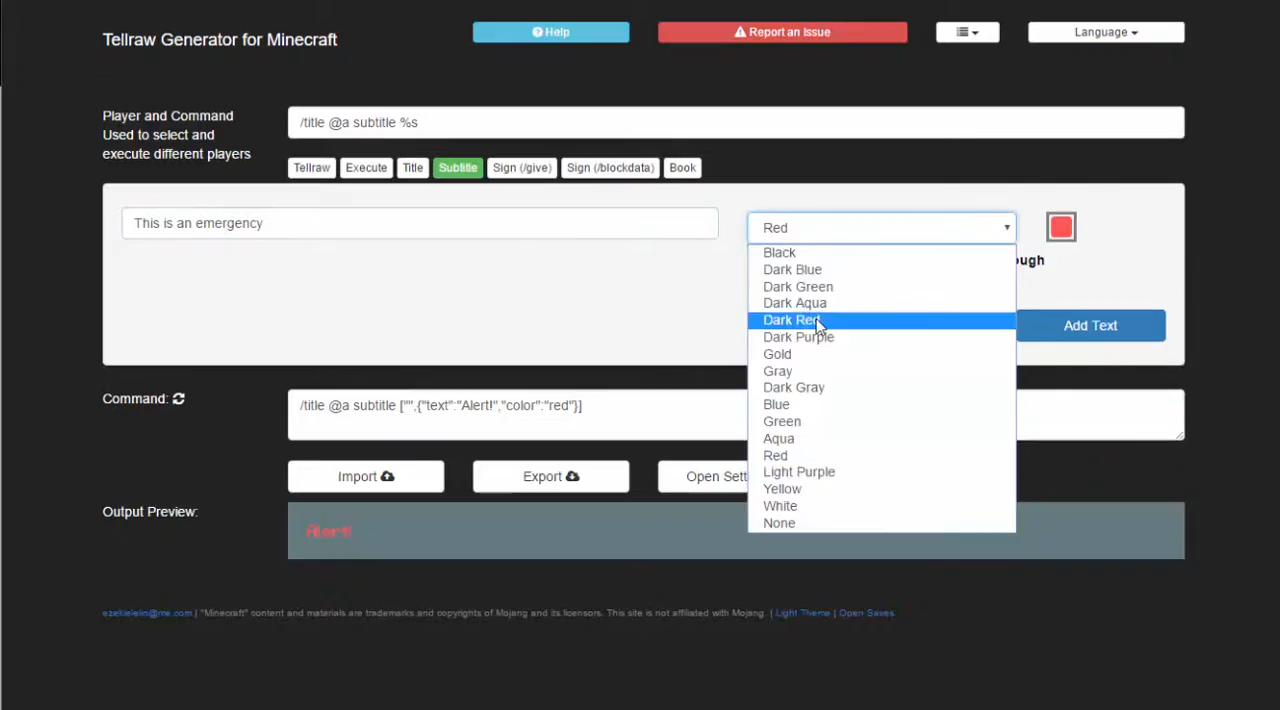 Tellraw Generator for Minecraft
Help
Report an Issue
Language
Player and Command
Used to select and
execute different players
/title @a subtitle %s
Tellraw
Execute
Title
Subtitle
Sign (/give)
Sign (/blockdata)
Book
This is an emergency
Red
Black
Dark Blue
Dark Green
Dark Aqua
Dark Red
Dark Purple
Gold
Gray
Dark Gray
Blue
Green
Aqua
Red
Light Purple
Yellow
White
None
ough
Add Text
Command:
/title @a subtitle ["",{"text":"Alert!","color":"red"}]
Import
Export
Open Sett
Output Preview:
Alert!
ezekielelin@me.com | "Minecraft" content and materials are trademarks and copyrights of Mojang and its licensors. This site is not affiliated with Mojang. | Light Theme | Open Saves